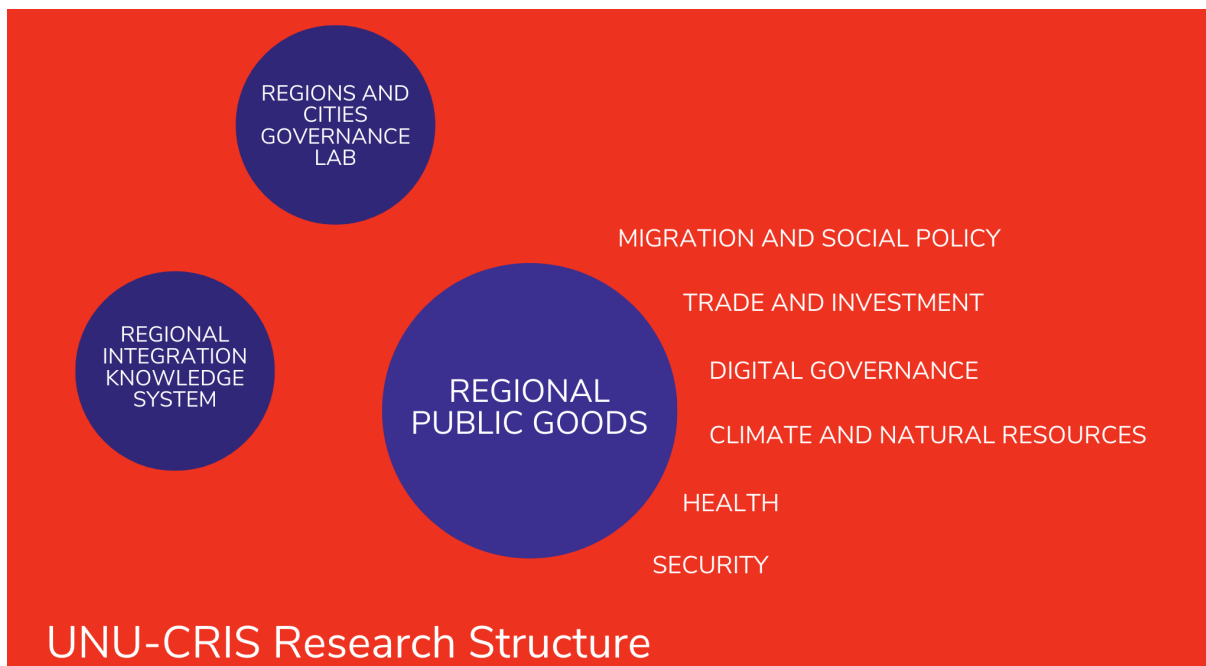 REGIONS AND
CITIES
GOVERNANCE
LAB
MIGRATION AND SOCIAL POLICY
TRADE AND INVESTMENT
REGIONAL
INTEGRATION
KNOWLEDGE
SYSTEM
REGIONAL
PUBLIC GOODS
DIGITAL GOVERNANCE
CLIMATE AND NATURAL RESOURCES
HEALTH
SECURITY
UNU-CRIS Research Structure